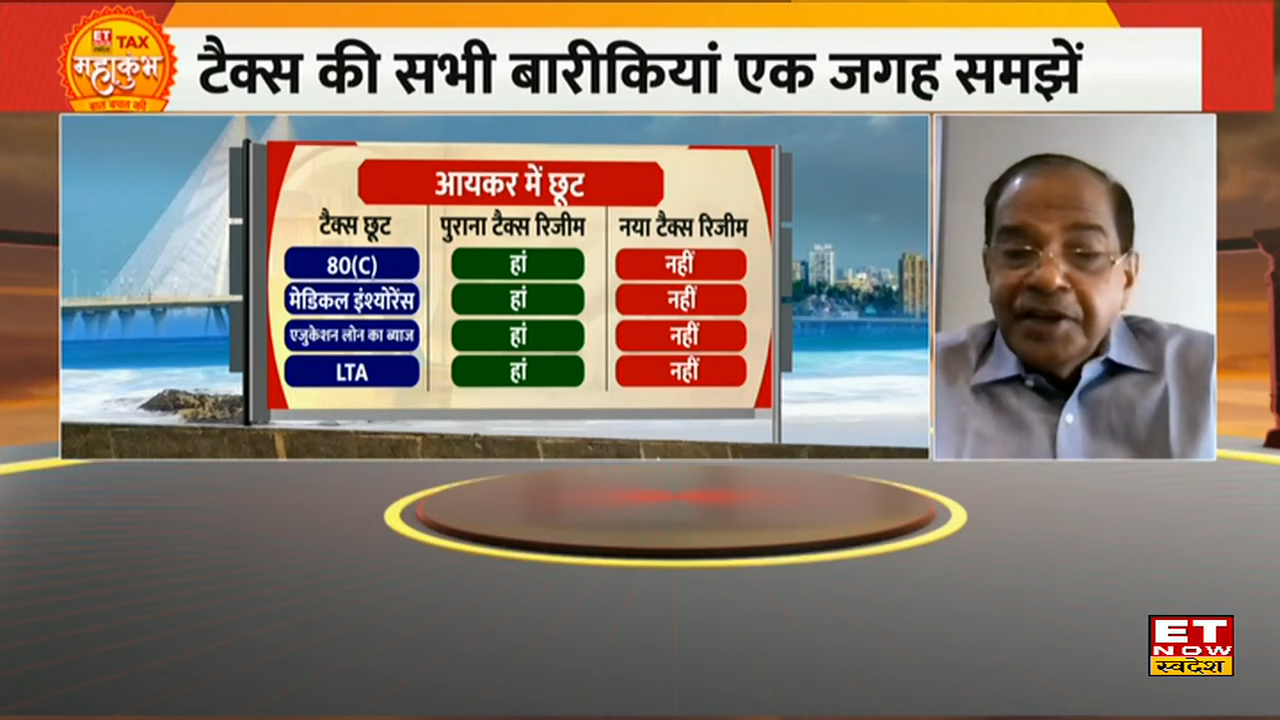 ET TAX
महाकुंभ
बात बचत की
टैक्स की सभी बारीकियां एक जगह समझें
आयकर में छूट
टैक्स छूट पुराना टैक्स रिजीम नया टैक्स रिजीम
80(C) हां नहीं
मेडिकल इंश्योरेंस हां नहीं
एजुकेशन लोन का ब्याज हां नहीं
LTA हां नहीं
ET
NOW
स्वदेश